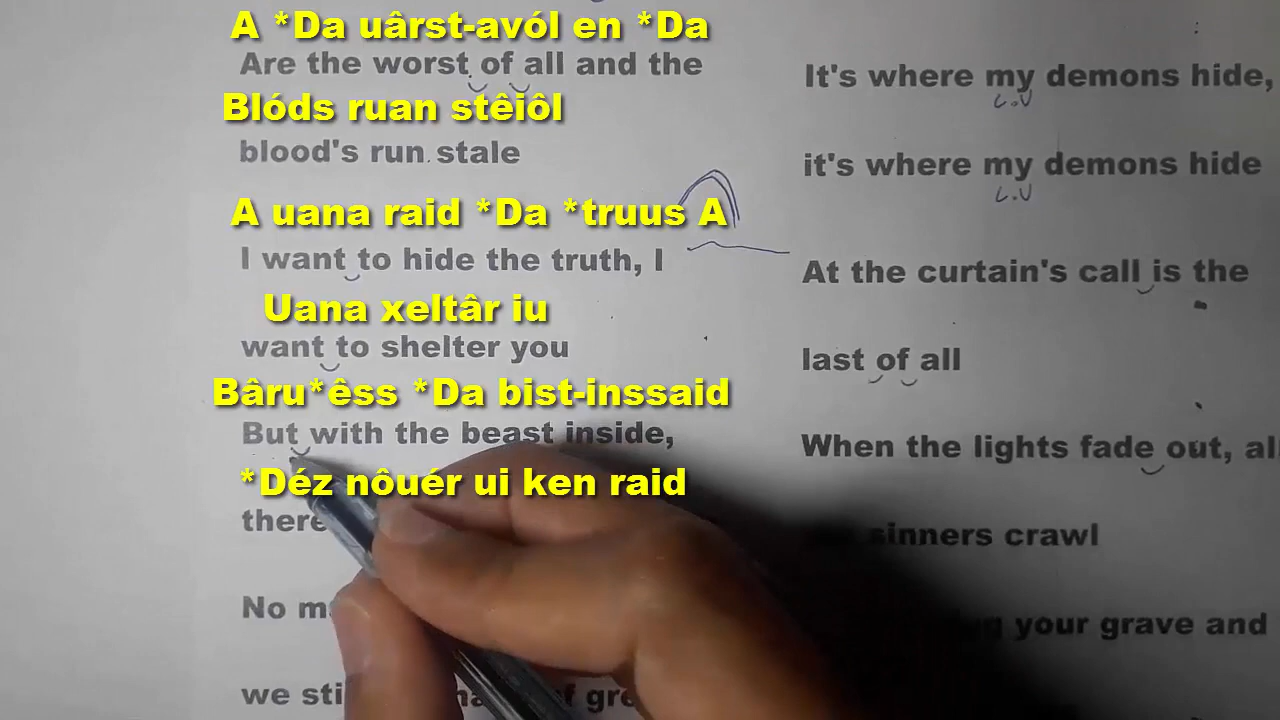 A *Da uârst-avól en *Da
Are the worst of all and the
Blóds ruan stêiôl
blood's run stale
A uana raid *Da *truus A
I want to hide the truth, I
Uana xeltâr iu
want to shelter you
Bâru*êss *Da bist-inssaid
But with the beast inside,
*Déz nôuér ui ken raid
there
No
we
It's where my demons hide,
L.V
it's where my demons hide
L.V
At the curtain's call is the
last of all
When the lights fade out,
sinners crawl
your grave and